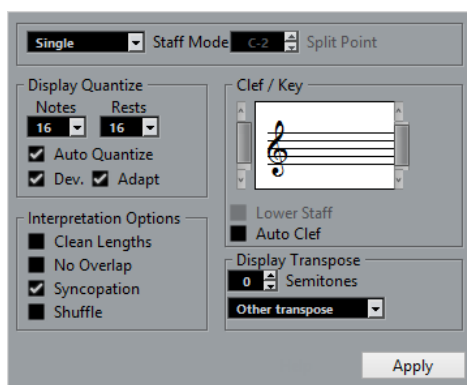 Single Staff Mode C-2 Split Point
Display Quantize
Notes Rests
16 16
Auto Quantize
Dev. Adapt
Interpretation Options
Clean Lengths
No Overlap
Syncopation
Shuffle
Clef / Key
Lower Staff
Auto Clef
Display Transpose
0 Semitones
Other transpose
Apply